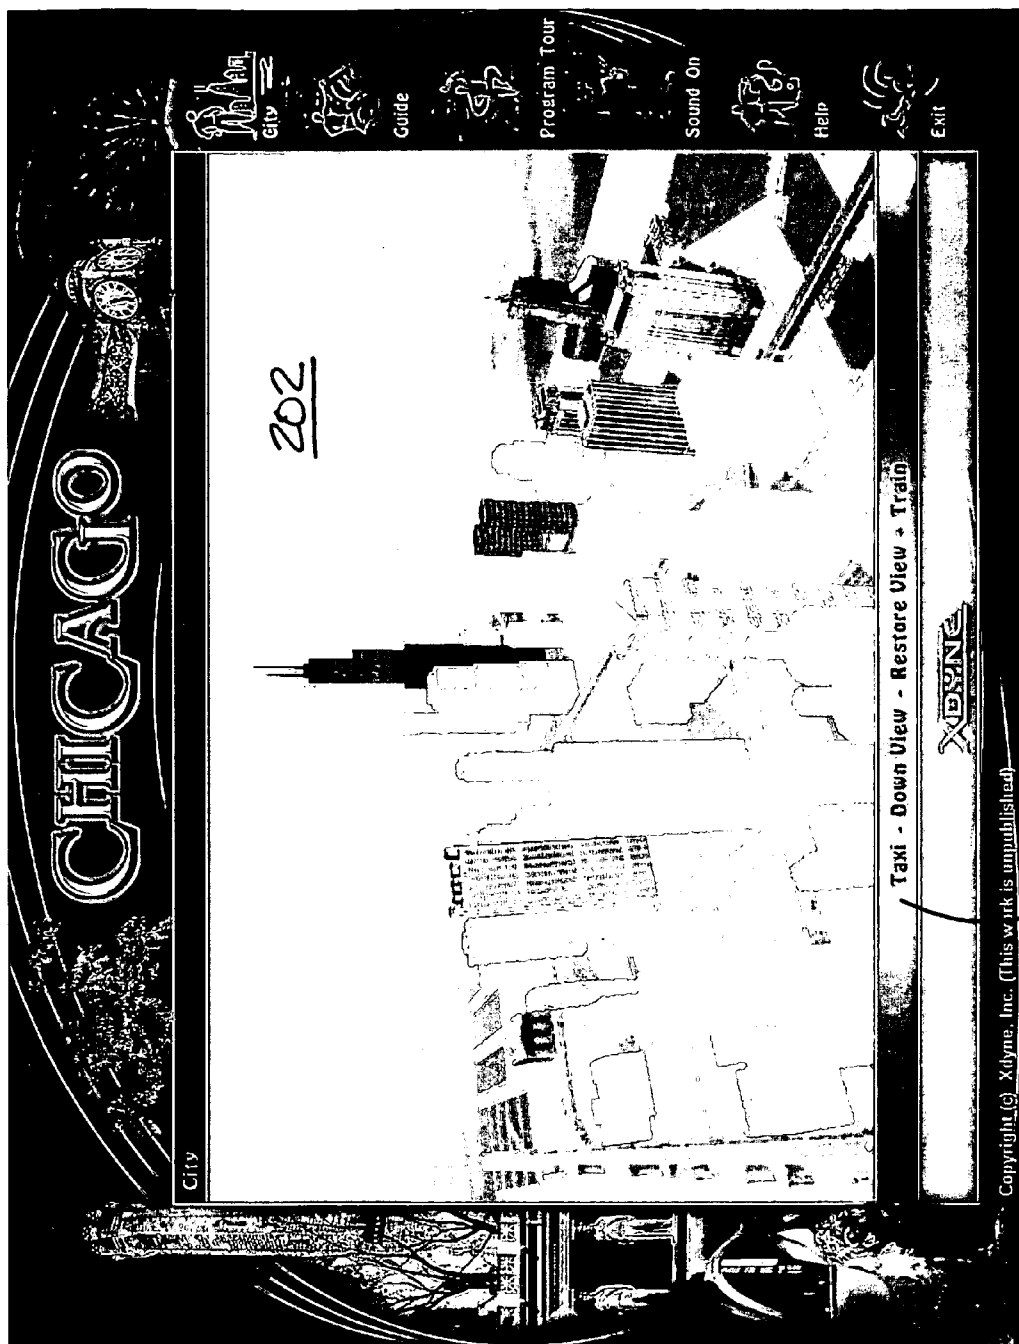 CHICAGO
City
City
Guide
Program Tour
Sound On
Help
Exit
202
Taxi - Down View - Restore View + Train
XDYNE
Copyright (c) Xdyne, Inc. (This work is unpublished)